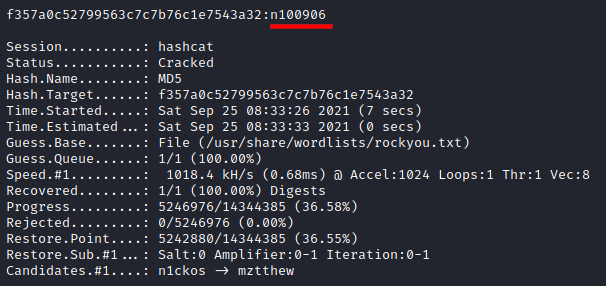 f357a0c52799563c7c7b76c1e7543a32:n100906
Session..........: hashcat
Status...........: Cracked
Hash.Name........: MD5
Hash.Target......: f357a0c52799563c7c7b76c1e7543a32
Time.Started.....: Sat Sep 25 08:33:26 2021 (7 secs)
Time.Estimated...: Sat Sep 25 08:33:33 2021 (0 secs)
Guess.Base.......: File (/usr/share/wordlists/rockyou.txt)
Guess.Queue......: 1/1 (100.00%)
Speed.#1.........:  1018.4 kH/s (0.68ms) @ Accel:1024 Loops:1 Thr:1 Vec:8
Recovered........: 1/1 (100.00%) Digests
Progress.........: 5246976/14344385 (36.58%)
Rejected.........: 0/5246976 (0.00%)
Restore.Point....: 5242880/14344385 (36.55%)
Restore.Sub.#1...: Salt:0 Amplifier:0-1 Iteration:0-1
Candidates.#1....: n1ckos -> mztthew